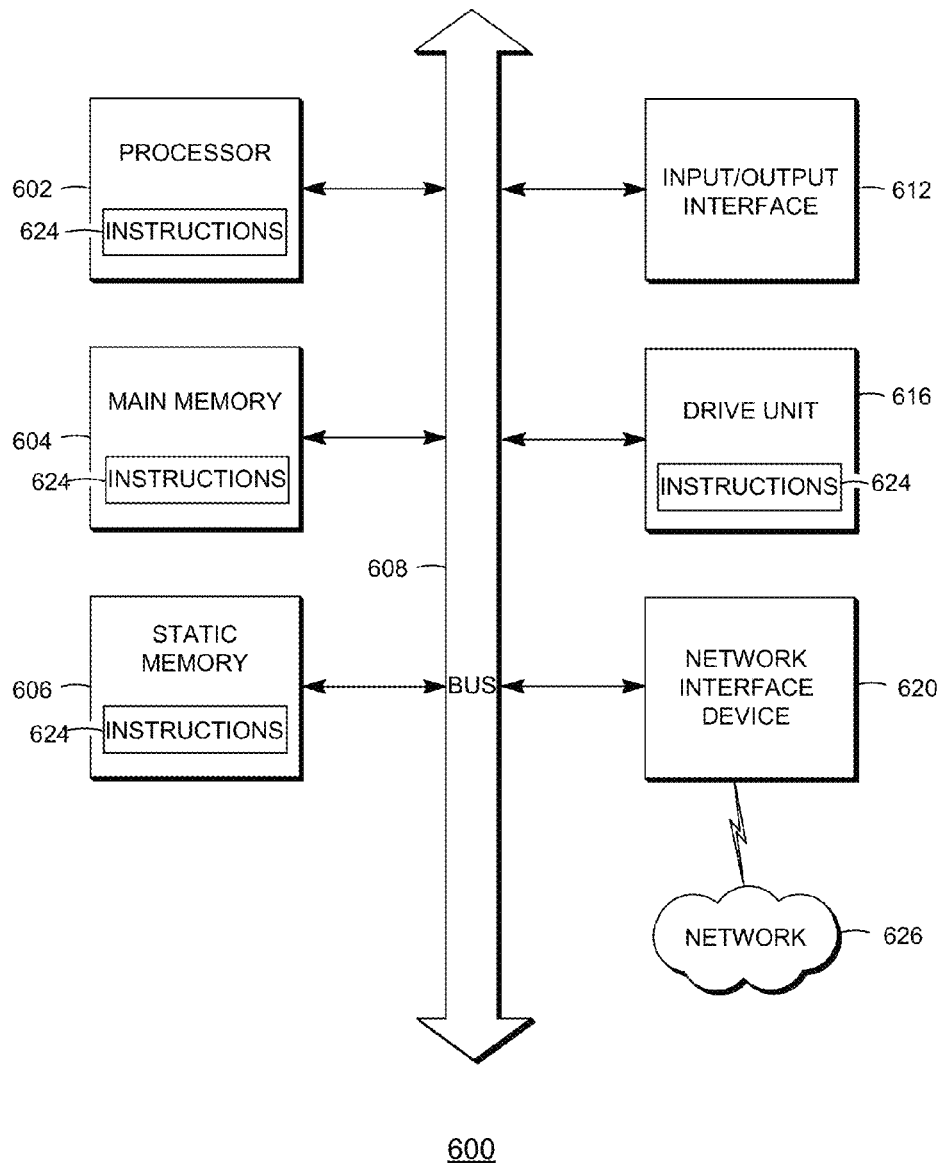 PROCESSOR
602
624
INSTRUCTIONS
INPUT/OUTPUT
INTERFACE
612
MAIN MEMORY
604
624
INSTRUCTIONS
DRIVE UNIT
616
INSTRUCTIONS
624
608
STATIC
MEMORY
606
624
INSTRUCTIONS
BUS
NETWORK
INTERFACE
DEVICE
620
NETWORK
626
600